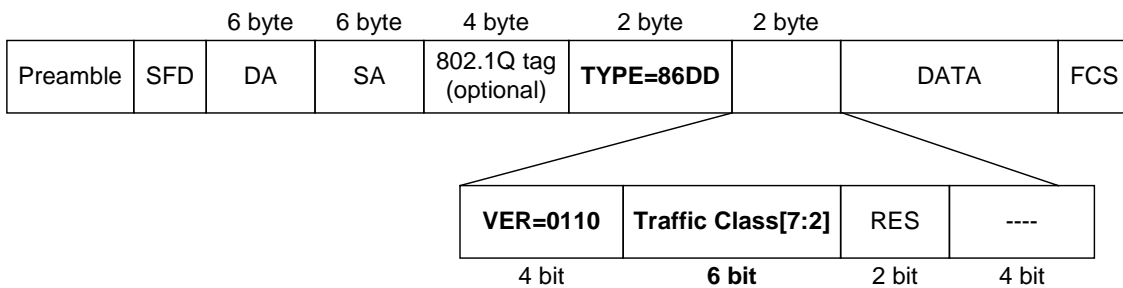 6 byte 6 byte 4 byte 2 byte 2 byte
Preamble SFD DA SA 802.1Q tag (optional) TYPE=86DD DATA FCS
VER=0110 Traffic Class[7:2] RES ----
4 bit 6 bit 2 bit 4 bit